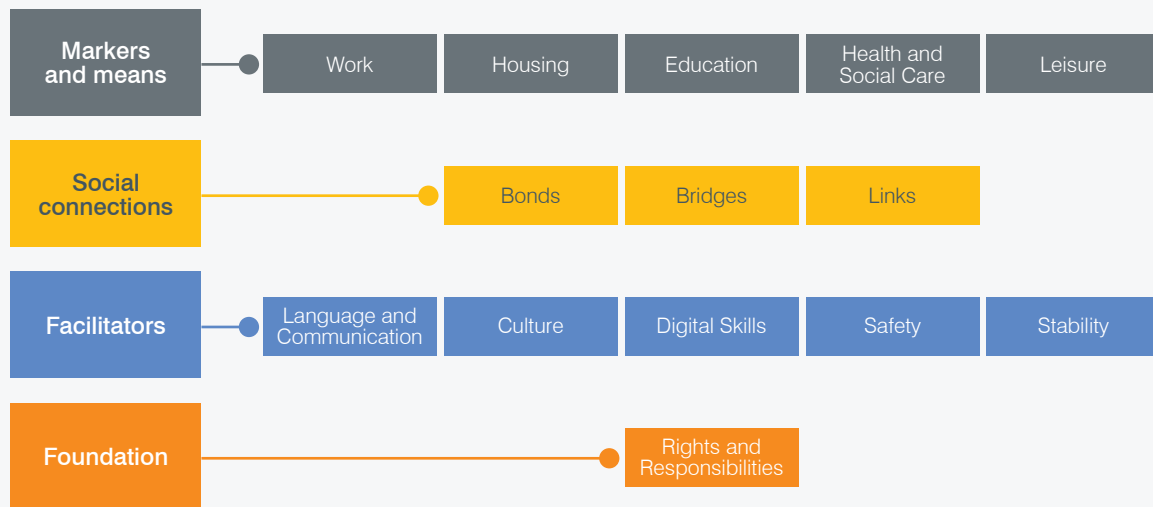 Markers
and means
Work
Housing
Education
Health and
Social Care
Leisure
Social
connections
Bonds
Bridges
Links
Facilitators
Language and
Communication
Culture
Digital Skills
Safety
Stability
Foundation
Rights and
Responsibilities